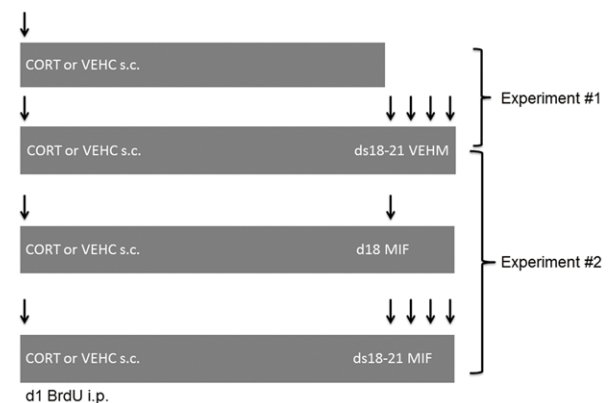 CORT or VEHC s.c.
Experiment #1
CORT or VEHC s.c. ds18-21 VEHM
CORT or VEHC s.c. d18 MIF
Experiment #2
CORT or VEHC s.c. ds18-21 MIF
d1 BrdU i.p.